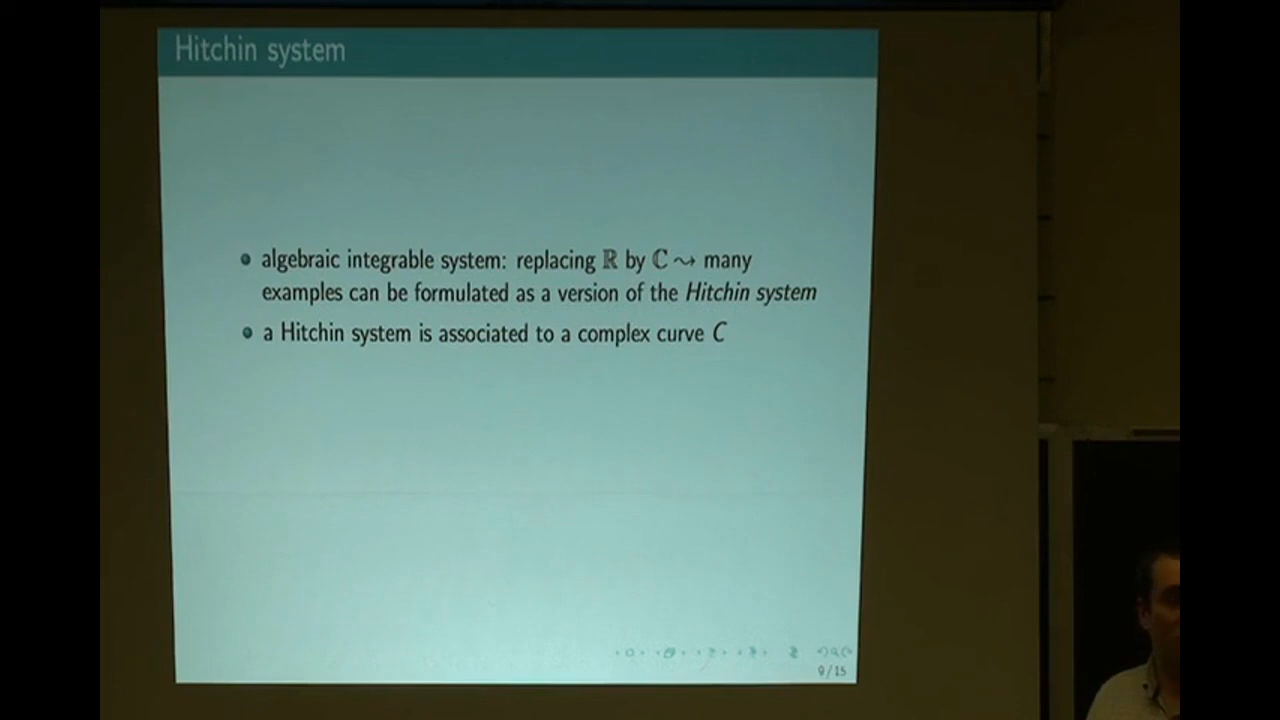 Hitchin system
algebraic integrable system: replacing ℝ by ℂ ⇝ many
examples can be formulated as a version of the Hitchin system
a Hitchin system is associated to a complex curve C
9/15